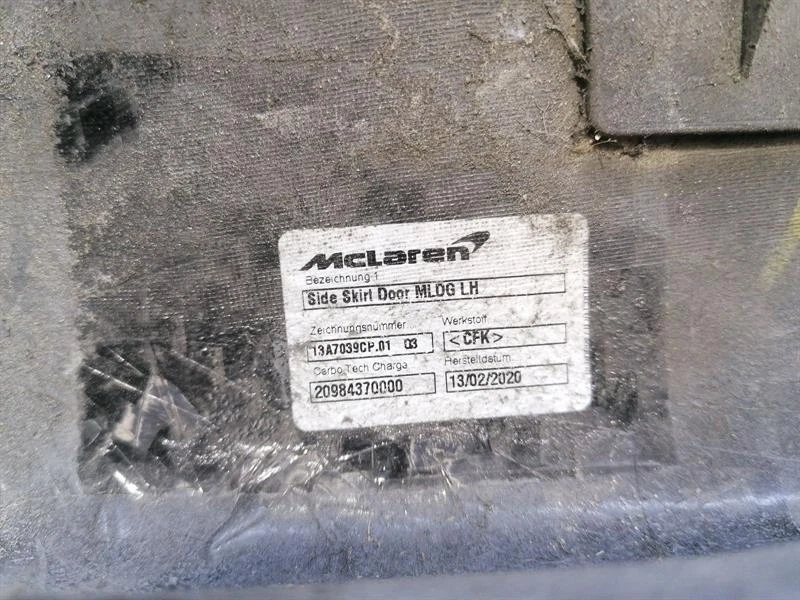 McLaren
Bezeichnung 1
Side Skirt Door MLOG LH
Zeichnungsnummer
Werkstoff
13A7039CP.01 03
<CFK>
Carbo Tech Charge
Herstelldatum
20984370000
13/02/2020